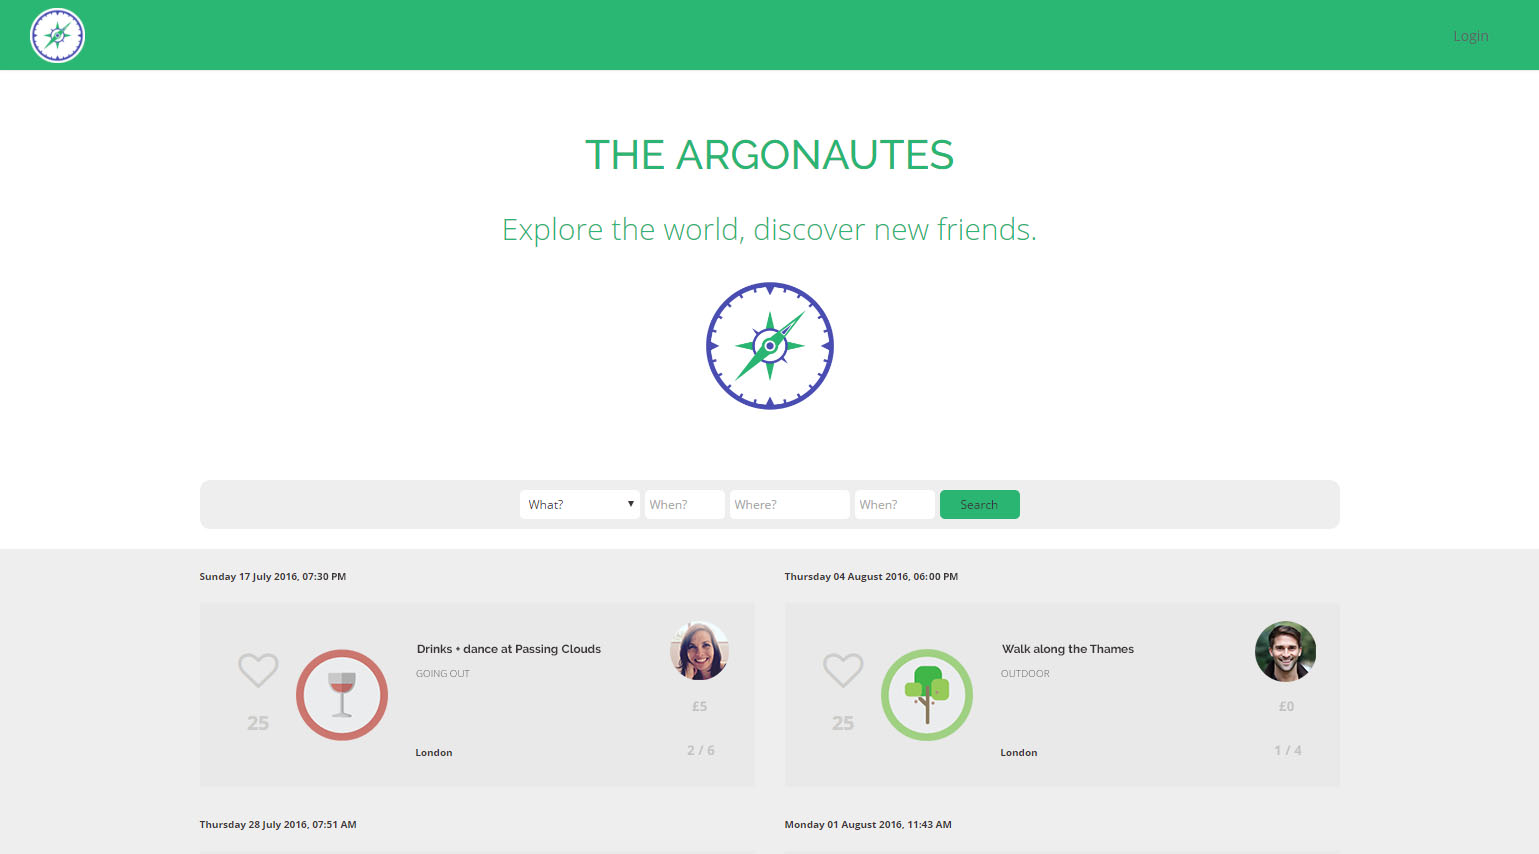 Login
THE ARGONAUTES
Explore the world, discover new friends.
What?
When?
Where?
When?
Search
Sunday 17 July 2016, 07:30 PM
Drinks + dance at Passing Clouds
GOING OUT
£5
25
London
2 / 6
Thursday 04 August 2016, 06:00 PM
Walk along the Thames
OUTDOOR
£0
25
London
1 / 4
Thursday 28 July 2016, 07:51 AM
Monday 01 August 2016, 11:43 AM